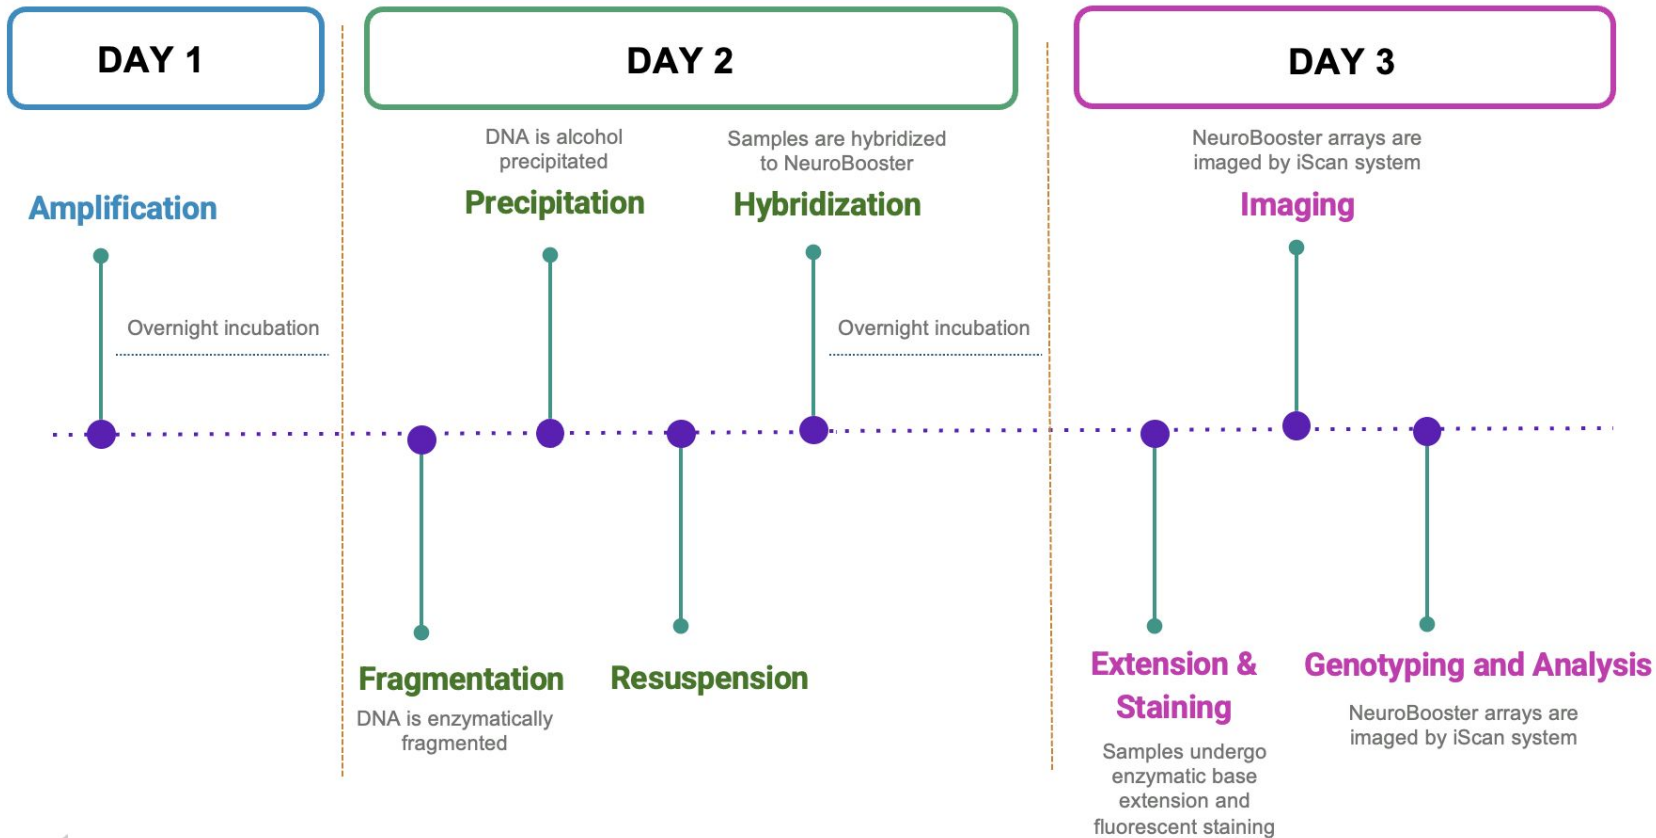 DAY 1
DAY 2
DAY 3
Amplification
Overnight incubation
DNA is alcohol
precipitated
Precipitation
Samples are hybridized
to NeuroBooster
Hybridization
Overnight incubation
Fragmentation
DNA is enzymatically
fragmented
Resuspension
NeuroBooster arrays are
imaged by iScan system
Imaging
Extension &
Staining
Samples undergo
enzymatic base
extension and
fluorescent staining
Genotyping and Analysis
NeuroBooster arrays are
imaged by iScan system